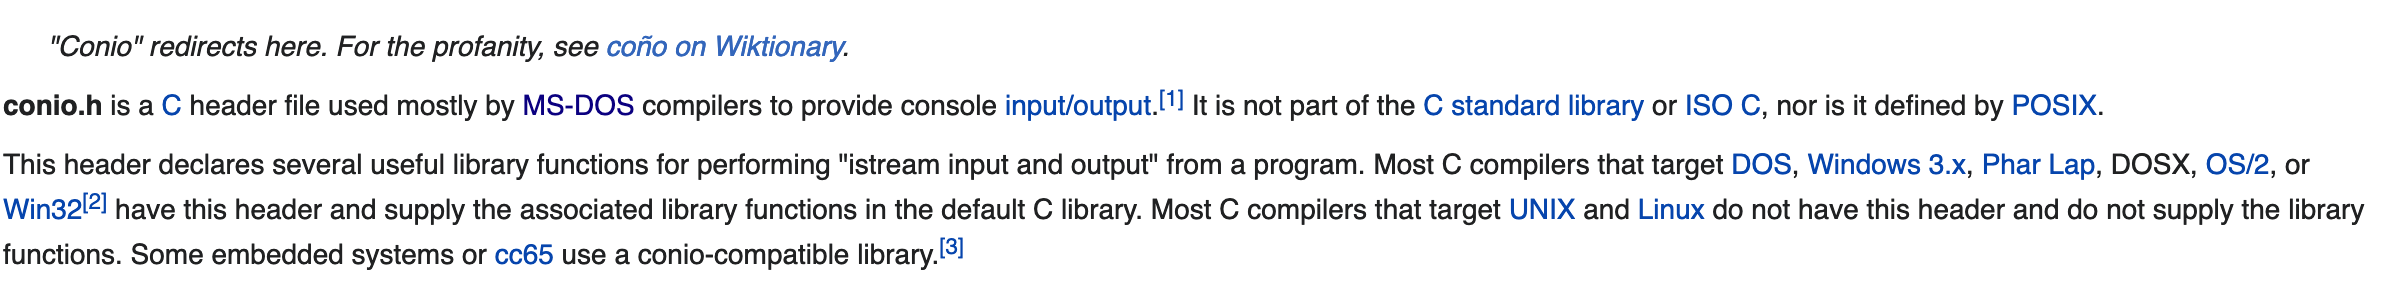 "Conio" redirects here. For the profanity, see coño on Wiktionary.
conio.h is a C header file used mostly by MS-DOS compilers to provide console input/output.[1] It is not part of the C standard library or ISO C, nor is it defined by POSIX.
This header declares several useful library functions for performing "istream input and output" from a program. Most C compilers that target DOS, Windows 3.x, Phar Lap, DOSX, OS/2, or
Win32[2] have this header and supply the associated library functions in the default C library. Most C compilers that target UNIX and Linux do not have this header and do not supply the library
functions. Some embedded systems or cc65 use a conio-compatible library.[3]